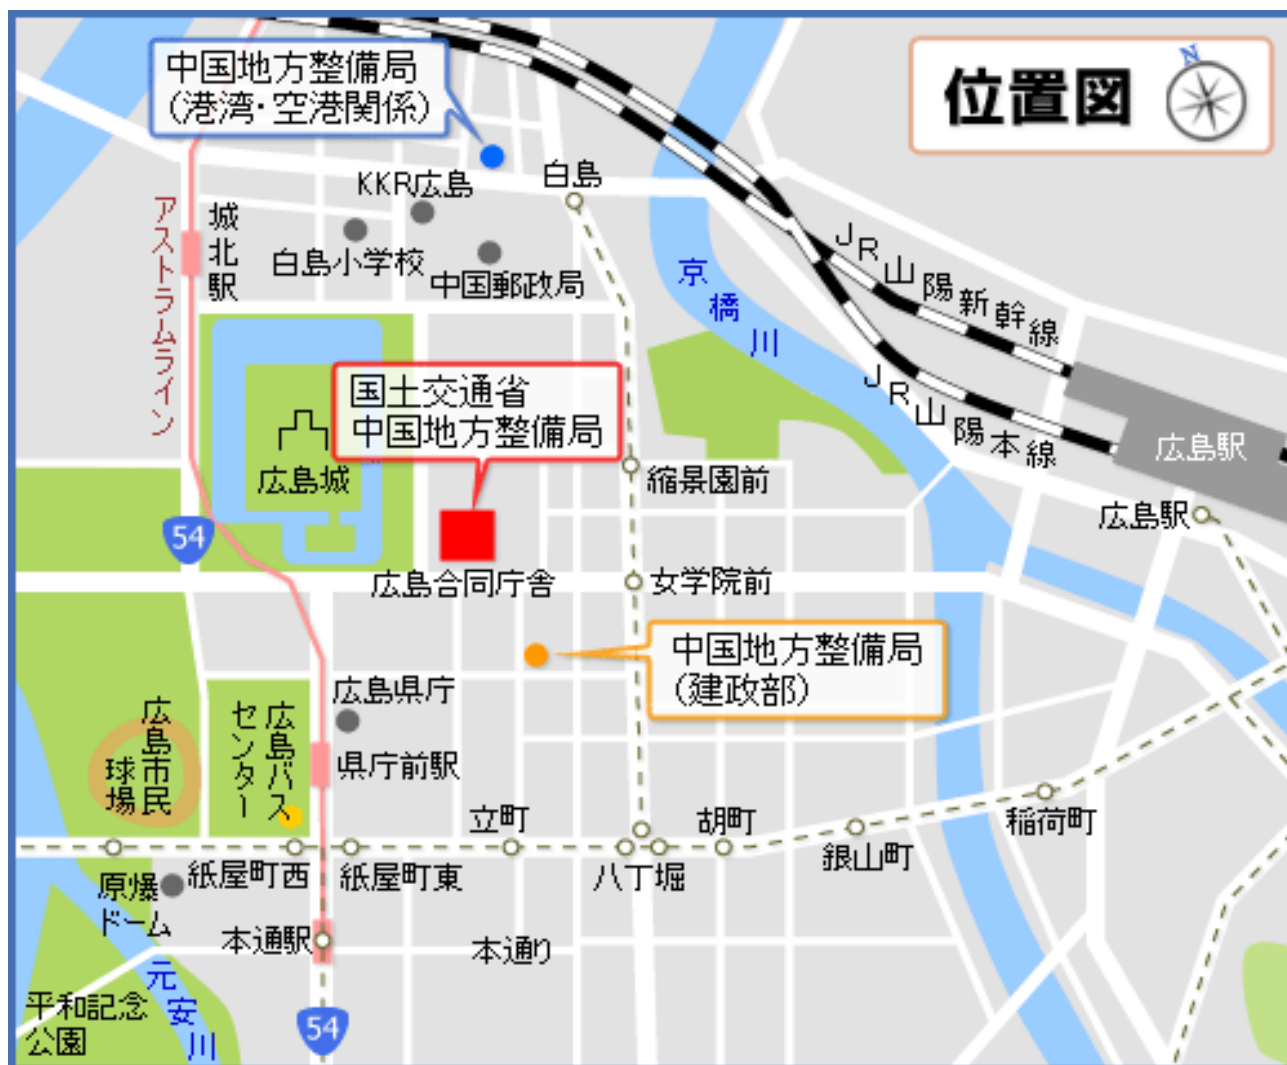 中国地方整備局
(港湾・空港関係)
位置図
N
白島
KKR広島
城北駅
アストラムライン
白島小学校
中国郵政局
京橋川
JR山陽新幹線
JR山陽本線
国土交通省
中国地方整備局
広島城
広島駅
縮景園前
広島駅
54
広島合同庁舎
女学院前
中国地方整備局
(建政部)
広島県庁
広島市民
球場
広島バス
センター
県庁前駅
立町
胡町
稲荷町
銀山町
紙屋町西
紙屋町東
八丁堀
原爆
ドーム
本通駅
本通り
元安川
平和記念
公園
54